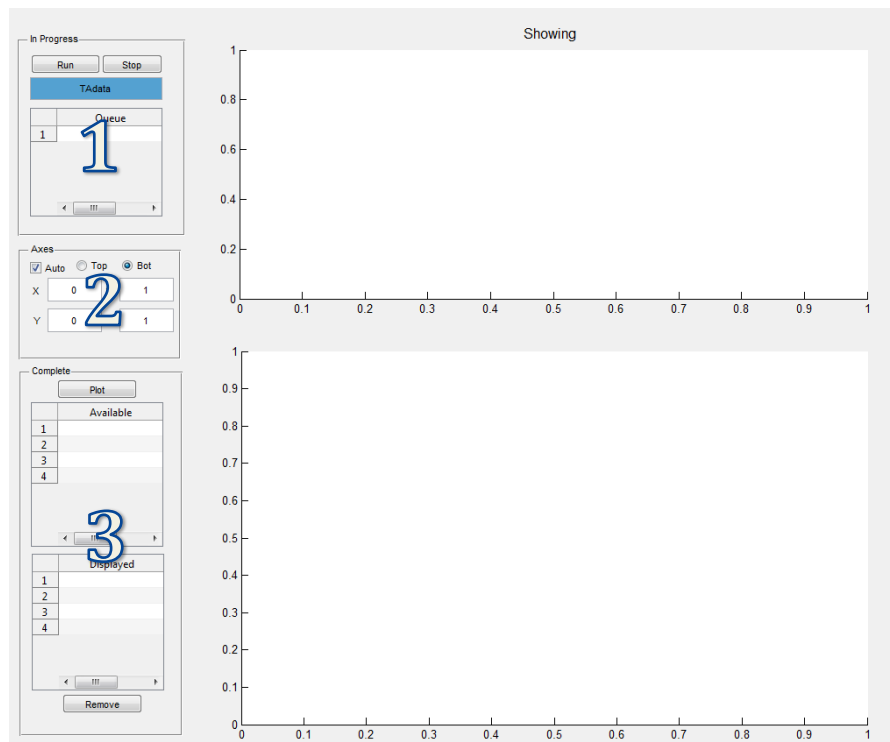 Showing
In Progress
Run Stop
TAdata
Queue
1
1
Axes
Auto Top Bot
X 0 1
2
Y 0 1
Complete
Plot
Available
1
2
3
4
3
Displayed
1
2
3
4
Remove
1
0.8
0.6
0.4
0.2
0
0 0.1 0.2 0.3 0.4 0.5 0.6 0.7 0.8 0.9 1
1
0.9
0.8
0.7
0.6
0.5
0.4
0.3
0.2
0.1
0
0 0.1 0.2 0.3 0.4 0.5 0.6 0.7 0.8 0.9 1